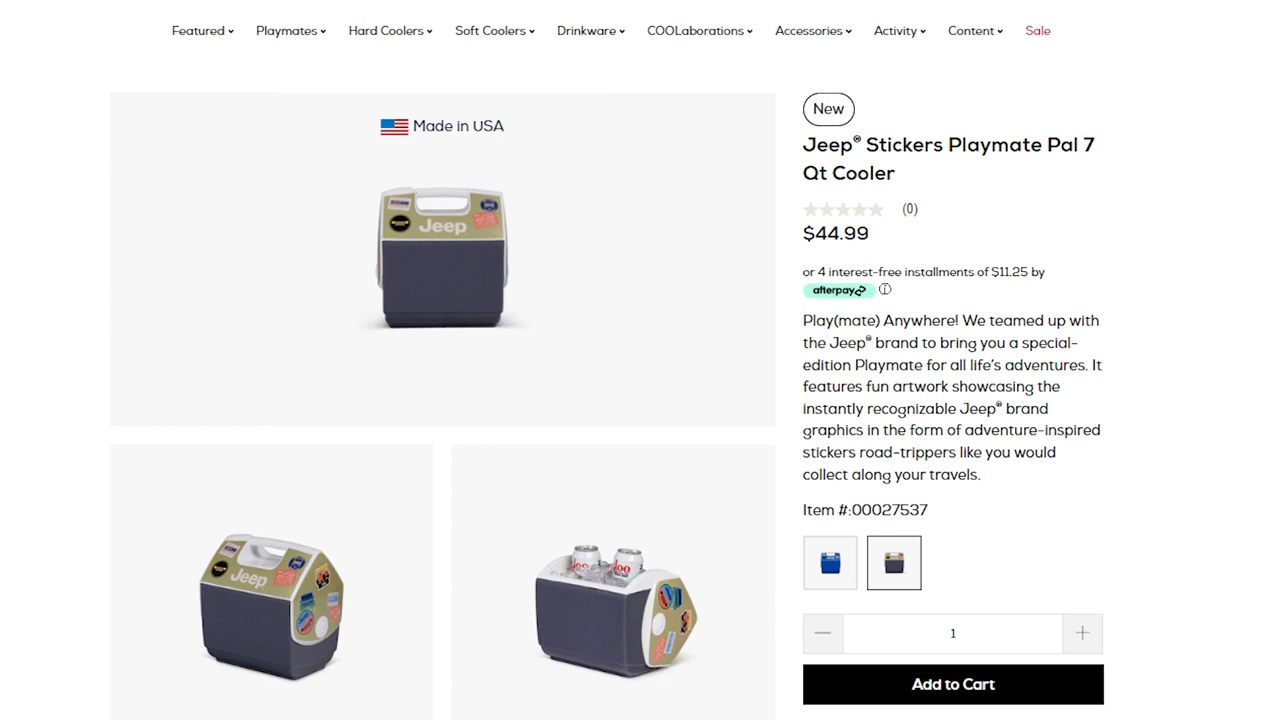 Featured Playmates Hard Coolers Soft Coolers Drinkware COOLaborations Accessories Activity Content Sale
Made in USA
Jeep
Jeep
New
Jeep® Stickers Playmate Pal 7
Qt Cooler
(0)
$44.99
or 4 interest-free installments of $11.25 by
afterpay
Play(mate) Anywhere! We teamed up with
the Jeep® brand to bring you a special-
edition Playmate for all life's adventures. It
features fun artwork showcasing the
instantly recognizable Jeep® brand
graphics in the form of adventure-inspired
stickers road-trippers like you would
collect along your travels.
Item #:00027537
1
Add to Cart